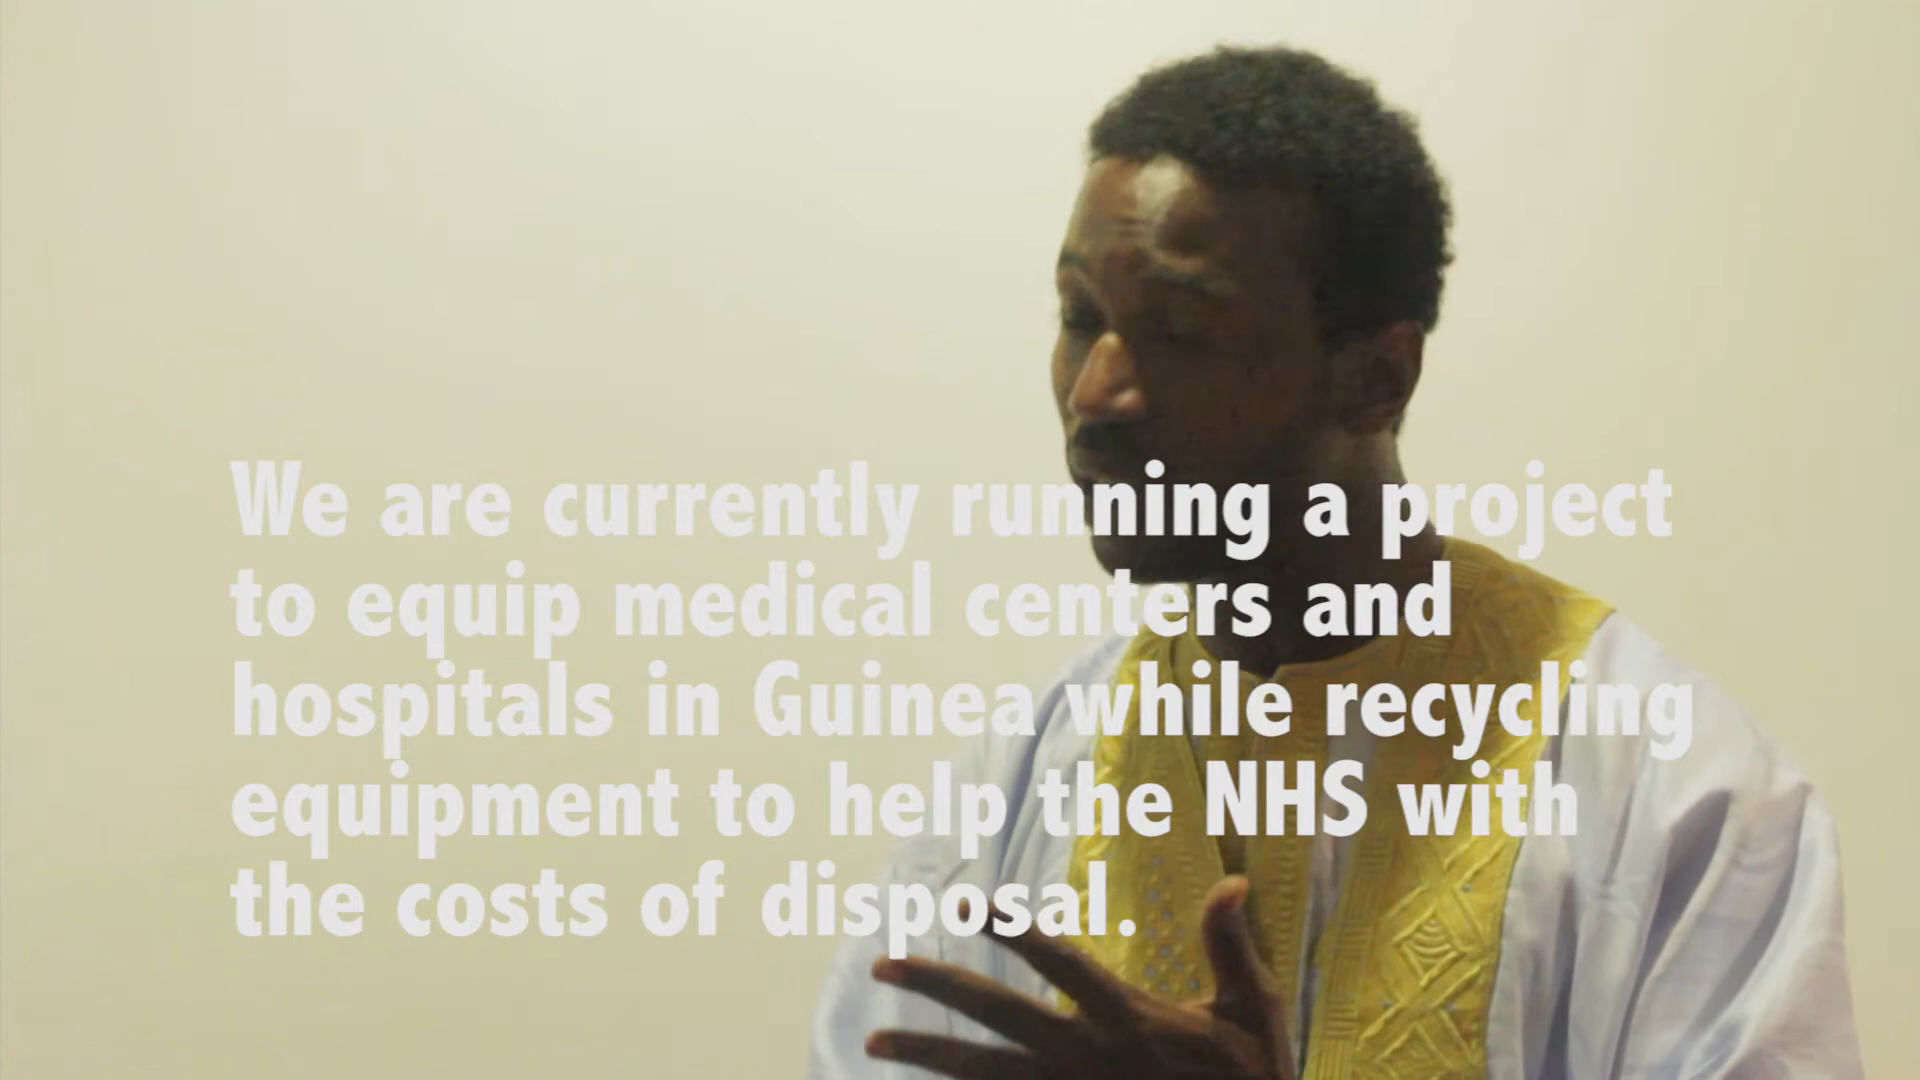 We are currently running a project
to equip medical centers and
hospitals in Guinea while recycling
equipment to help the NHS with
the costs of disposal.